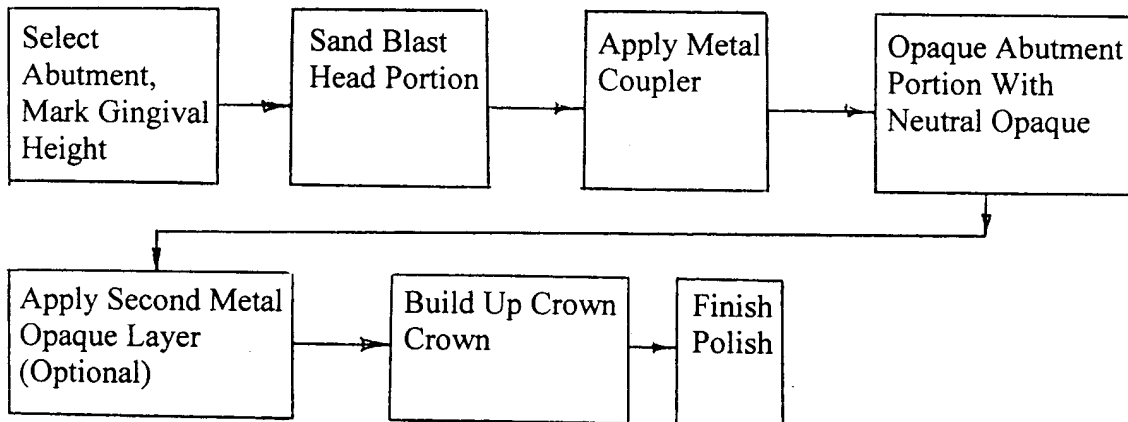 Select
Abutment,
Mark Gingival
Height
Sand Blast
Head Portion
Apply Metal
Coupler
Opaque Abutment
Portion With
Neutral Opaque
Apply Second Metal
Opaque Layer
(Optional)
Build Up Crown
Crown
Finish
Polish